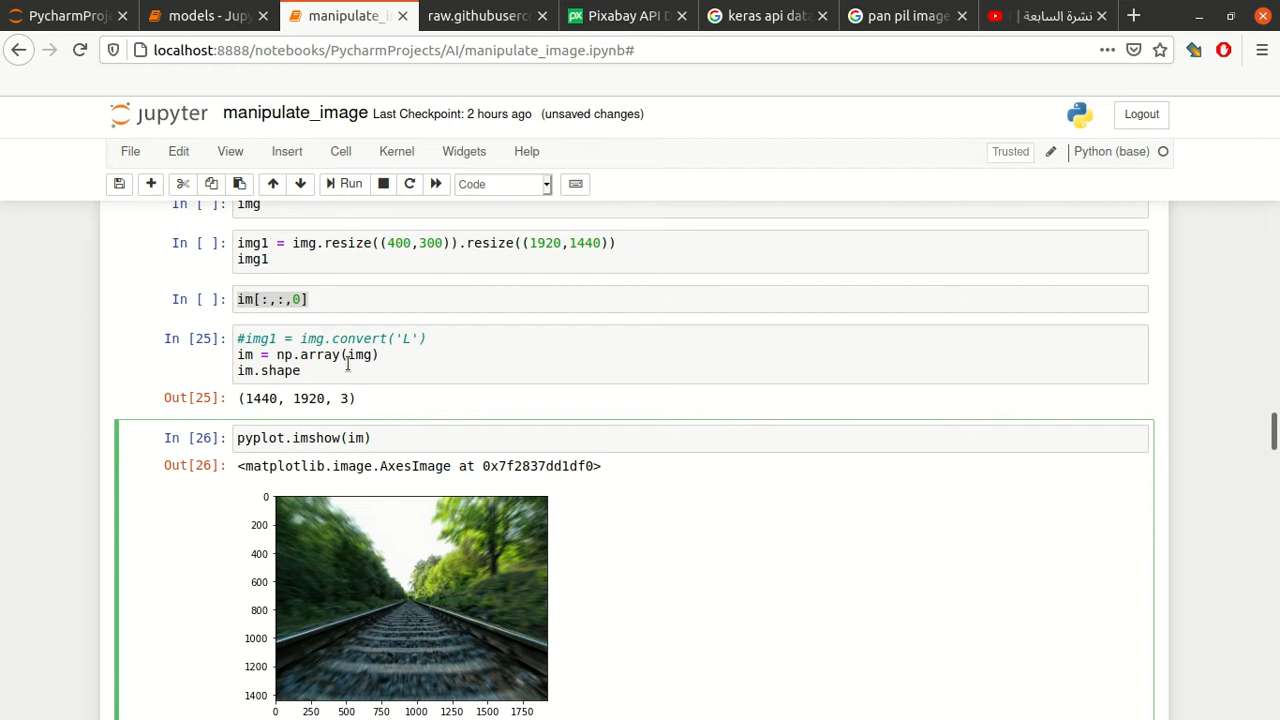 PycharmProj
models - Jupy
manipulate_i
raw.githubuserco
Pixabay API D
keras api data
pan pil image
نشرة السابعة |
localhost:8888/notebooks/PycharmProjects/AI/manipulate_image.ipynb#
jupyter manipulate_image Last Checkpoint: 2 hours ago (unsaved changes)
Logout
File Edit View Insert Cell Kernel Widgets Help
Trusted
Python (base)
Run
Code
In [ ]: img
In [ ]: img1 = img.resize((400,300)).resize((1920,1440))
img1
In [ ]: im[:,:,0]
In [25]: #img1 = img.convert('L')
im = np.array(img)
im.shape
Out[25]: (1440, 1920, 3)
In [26]: pyplot.imshow(im)
Out[26]: <matplotlib.image.AxesImage at 0x7f2837dd1df0>
0
200
400
600
800
1000
1200
1400
0 250 500 750 1000 1250 1500 1750